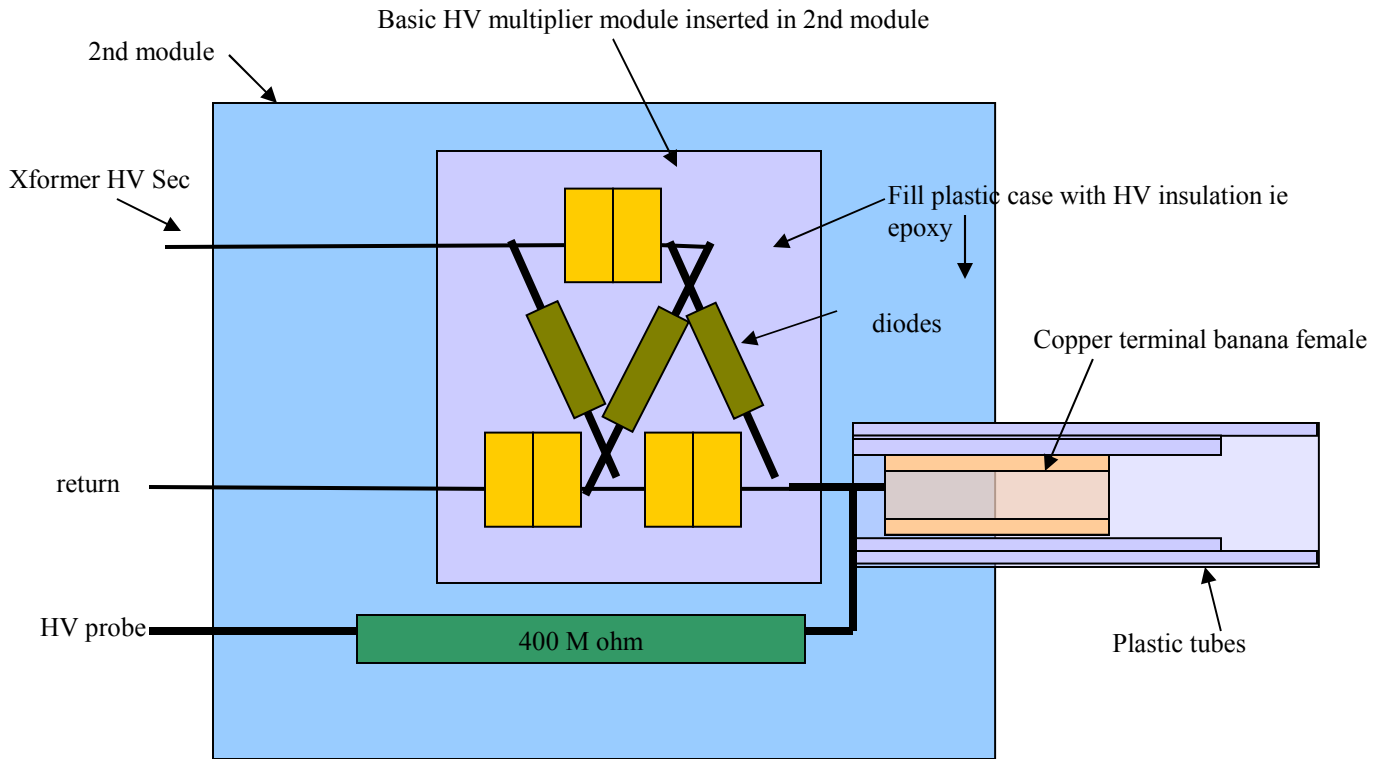 Basic HV multiplier module inserted in 2nd module
2nd module
Xformer HV Sec
Fill plastic case with HV insulation ie
epoxy
diodes
Copper terminal banana female
return
HV probe
400 M ohm
Plastic tubes